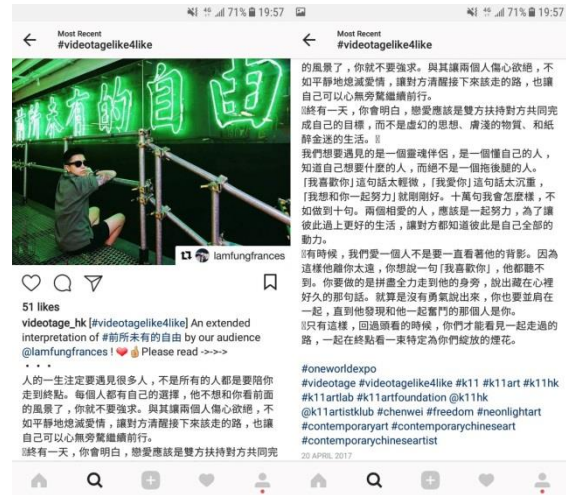 71% 19:57
Most Recent
#videotagelike4like
前所未有的自由
iamfungfrances
51 likes
videotage_hk [#videotagelike4like] An extended
interpretation of #前所未有的自由 by our audience
@iamfungfrances ! ❤️👍Please read ->->->
• • •
人的一生注定要遇見很多人，不是所有的人都是要陪你
走到終點。每個人都有自己的選擇，他不想和你看前面
的風景了，你就不要強求。與其讓兩個人傷心欲絕，不
如平靜地熄滅愛情，讓對方清醒接下來該走的路，也讓
自己可以心無旁騖繼續前行。
終有一天，你會明白，戀愛應該是雙方扶持對方共同完
71% 19:57
Most Recent
#videotagelike4like
的風景了，你就不要強求。與其讓兩個人傷心欲絕，不
如平靜地熄滅愛情，讓對方清醒接下來該走的路，也讓
自己可以心無旁騖繼續前行。
終有一天，你會明白，戀愛應該是雙方扶持對方共同完
成自己的目標，而不是虛幻的思想、膚淺的物質、和紙
醉金迷的生活。
我們想要遇見的是一個靈魂伴侶，是一個懂自己的人，
知道自己想要什麼的人，而絕不是一個拖後腿的人。
「我喜歡你」這句話太輕微，「我愛你」這句話太沉重，
「我想和你一起努力」就剛剛好。十萬句我會怎麼樣，不
如做到十句。兩個相愛的人，應該是一起努力，為了讓
彼此過上更好的生活，讓對方都知道彼此是自己全部的
動力。
有時候，我們愛一個人不是要一直看著他的背影。因為
這樣他離你太遠，你想說一句「我喜歡你」，他都聽不
到。你要做的是拼盡全力走到他的身旁，說出藏在心裡
好久的那句話。就算是沒有勇氣說出來，你也要並肩在
一起，直到他發現和他一起奮鬥的那個人是你。
只有這樣，回過頭看的時候，你們才能看見一起走過的
路，一起在終點看一束特定為你們綻放的煙花。
#oneworldexpo
#videotage #videotagelike4like #k11 #k11art #k11hk
#k11artlab #k11artfoundation @k11hk
@k11artistklub #chenwei #freedom #neonlightart
#contemporaryart #contemporarychineseart
#contemporarychineseartist
20 APRIL 2017